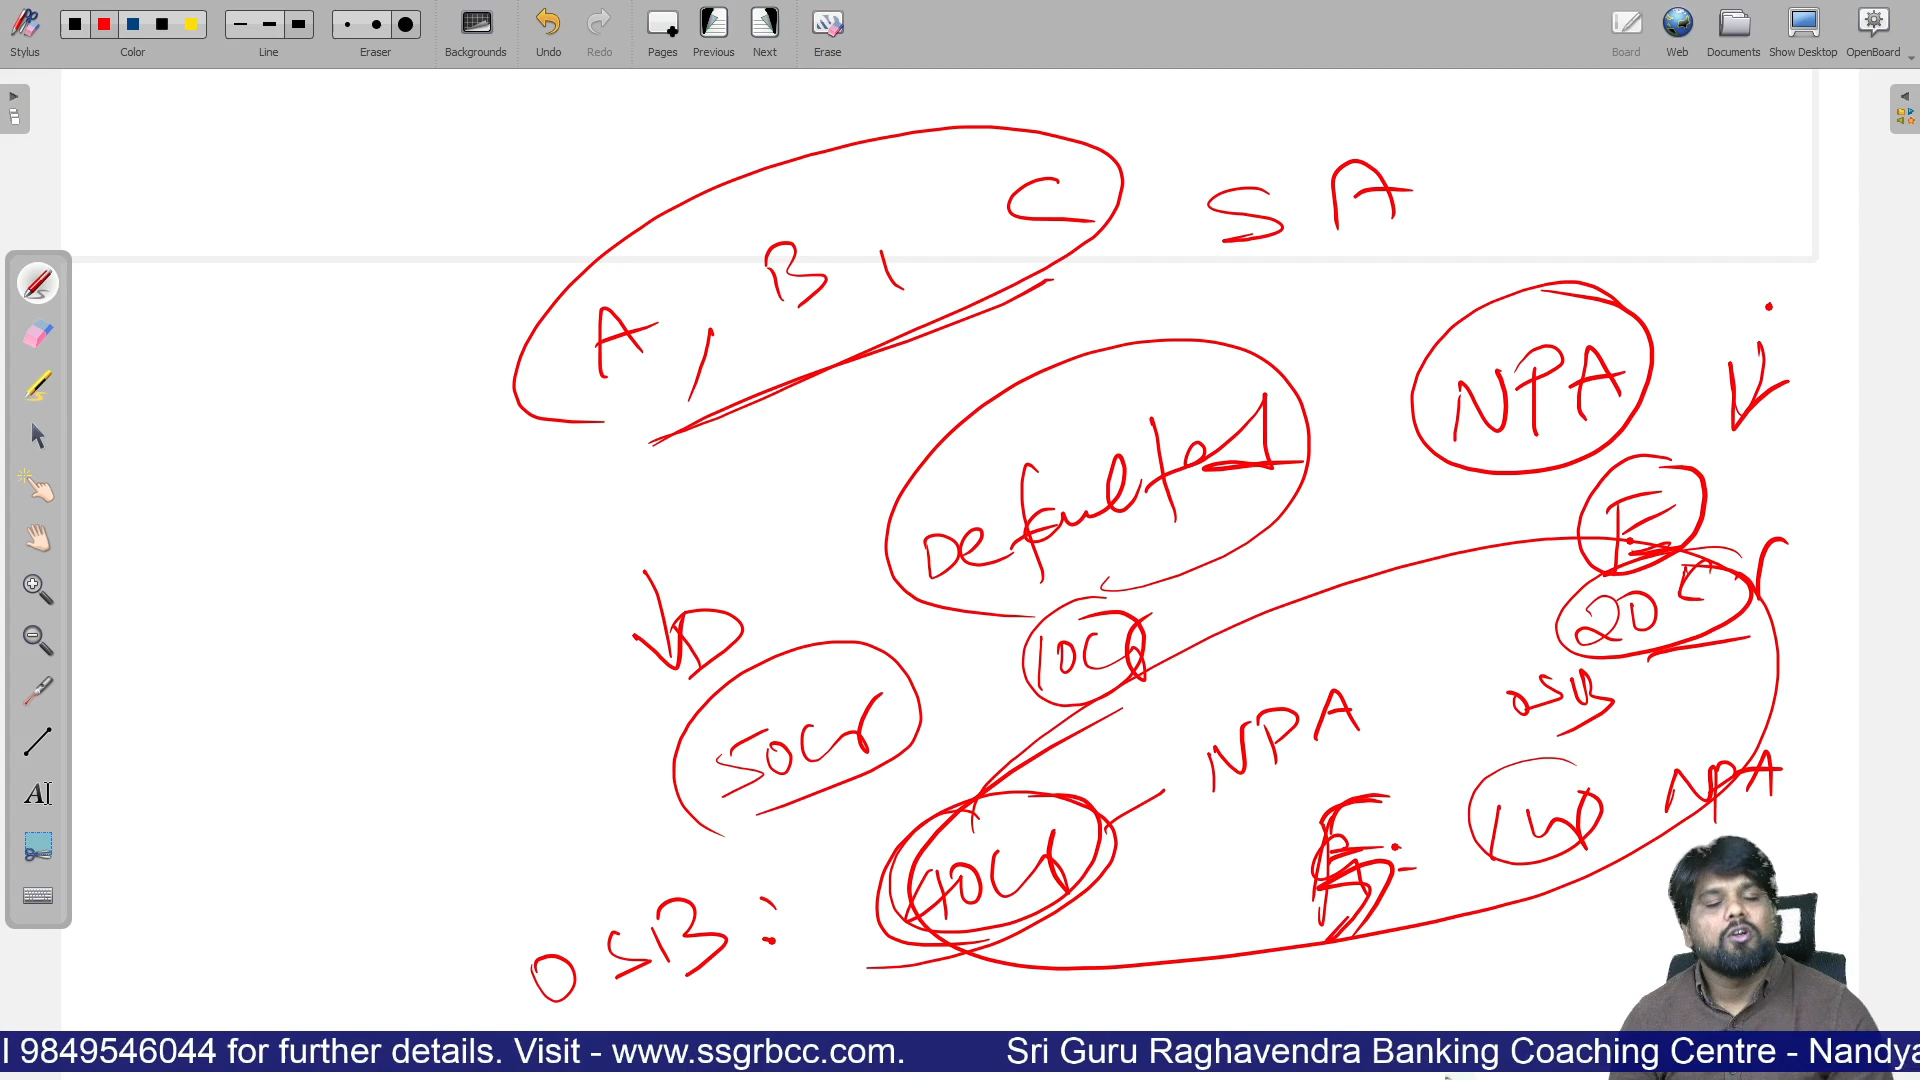 Stylus Color Line Eraser Backgrounds Undo Redo Pages Previous Next Erase Board Web Documents Show Desktop OpenBoard
A, B, C SA
NPA
Defaulted
E
D 10Cr 20Cr
50Cr NPA OSB
NPA
OSB: 40Cr
l 9849546044 for further details. Visit - www.ssgrbcc.com. Sri Guru Raghavendra Banking Coaching Centre - Nandya